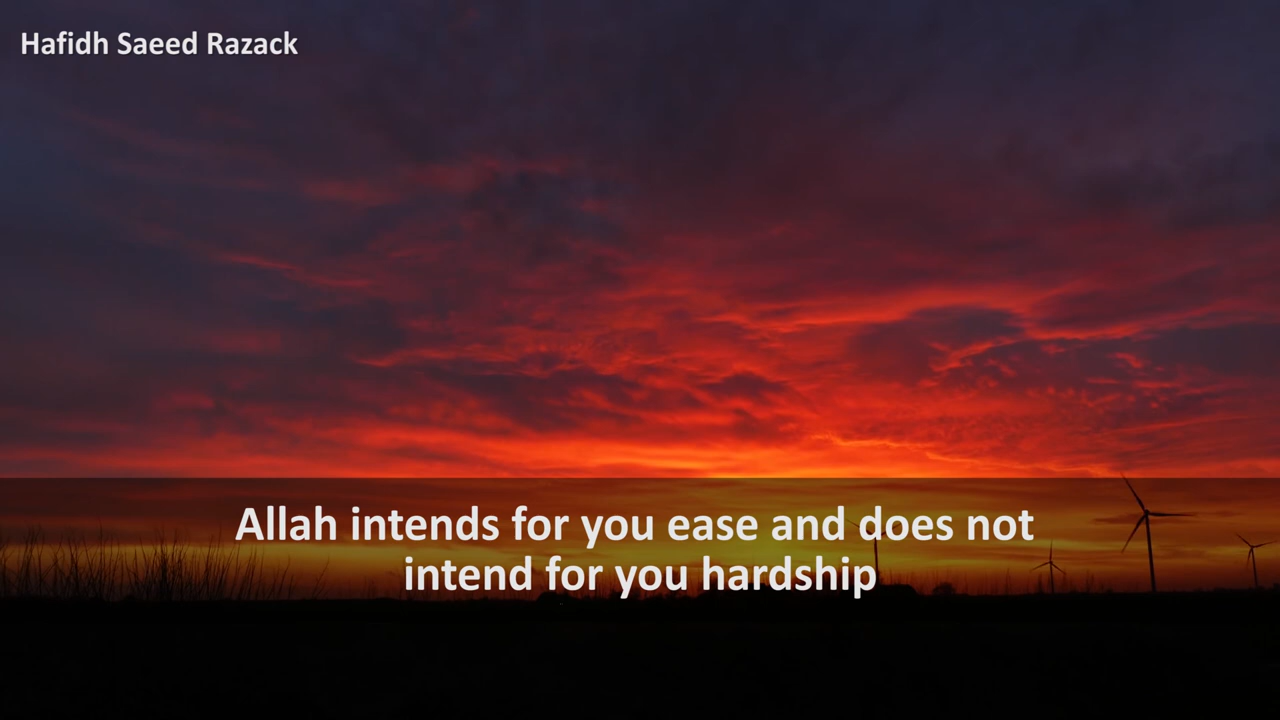 Hafidh Saeed Razack
Allah intends for you ease and does not
intend for you hardship